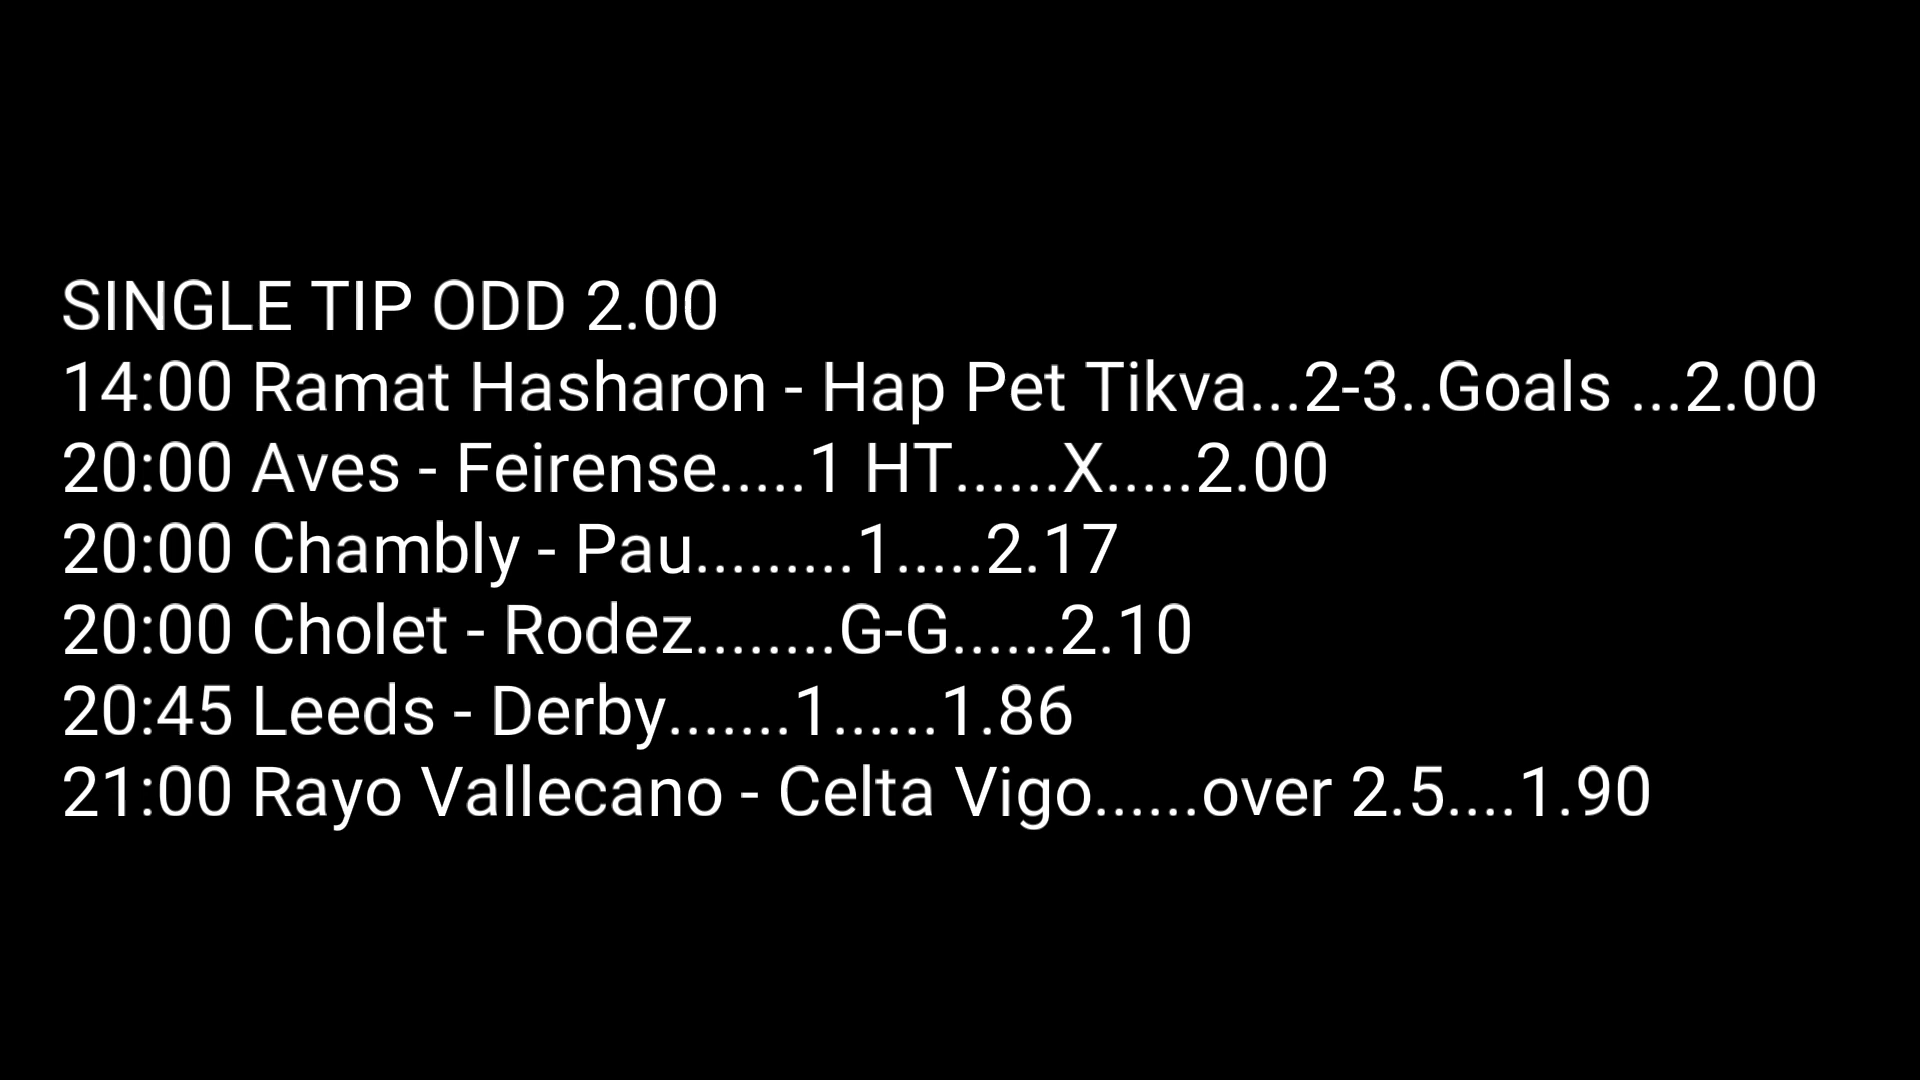 SINGLE TIP ODD 2.00
14:00 Ramat Hasharon - Hap Pet Tikva...2-3..Goals ...2.00
20:00 Aves - Feirense.....1 HT......X.....2.00
20:00 Chambly - Pau.........1.....2.17
20:00 Cholet - Rodez........G-G......2.10
20:45 Leeds - Derby.......1......1.86
21:00 Rayo Vallecano - Celta Vigo......over 2.5....1.90